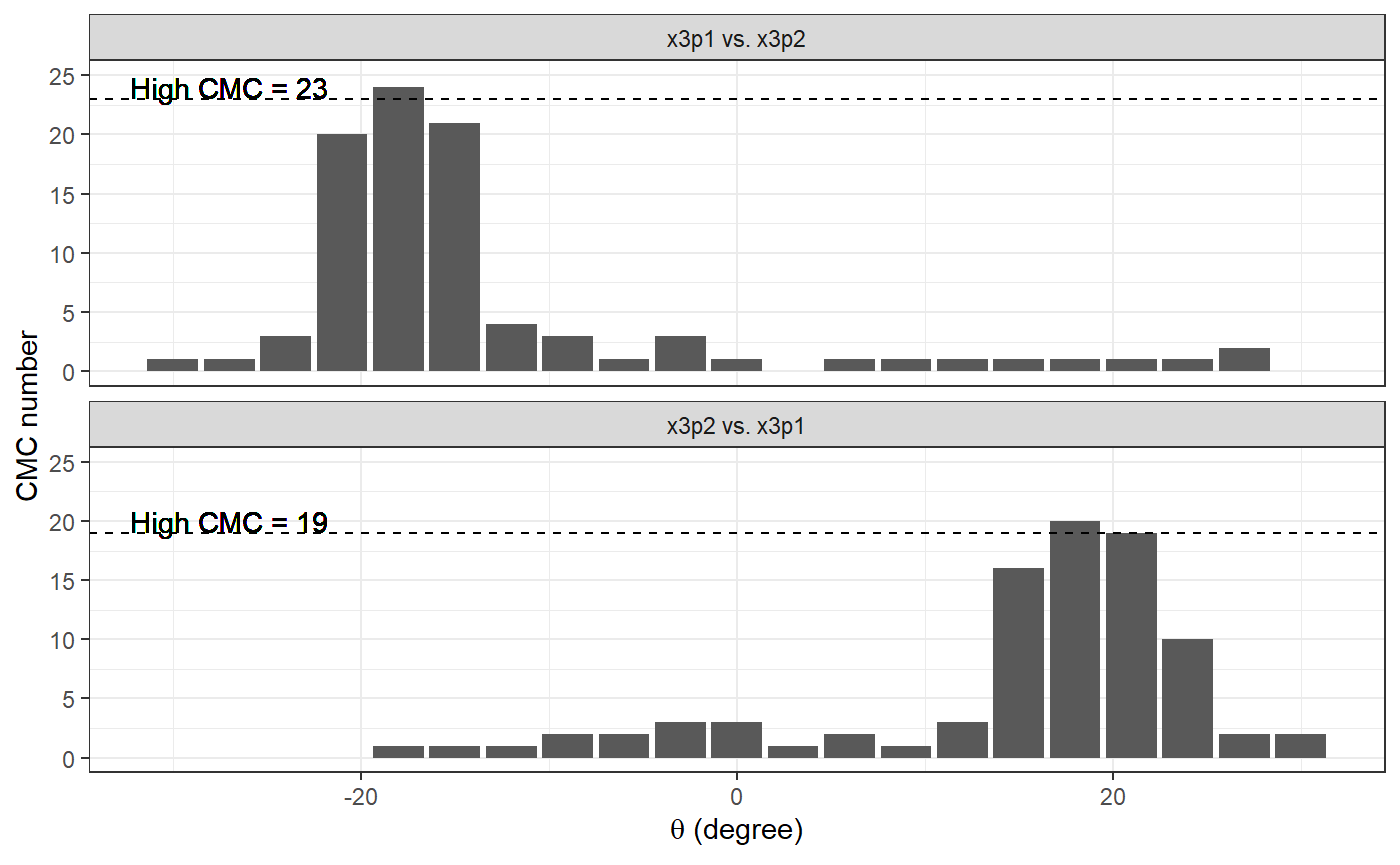 x3p1 vs. x3p2
25
High CMC = 23
20
15
10
5
0
CMC number
x3p2 vs. x3p1
25
20
High CMC = 19
15
10
5
0
-20 0 20
θ (degree)